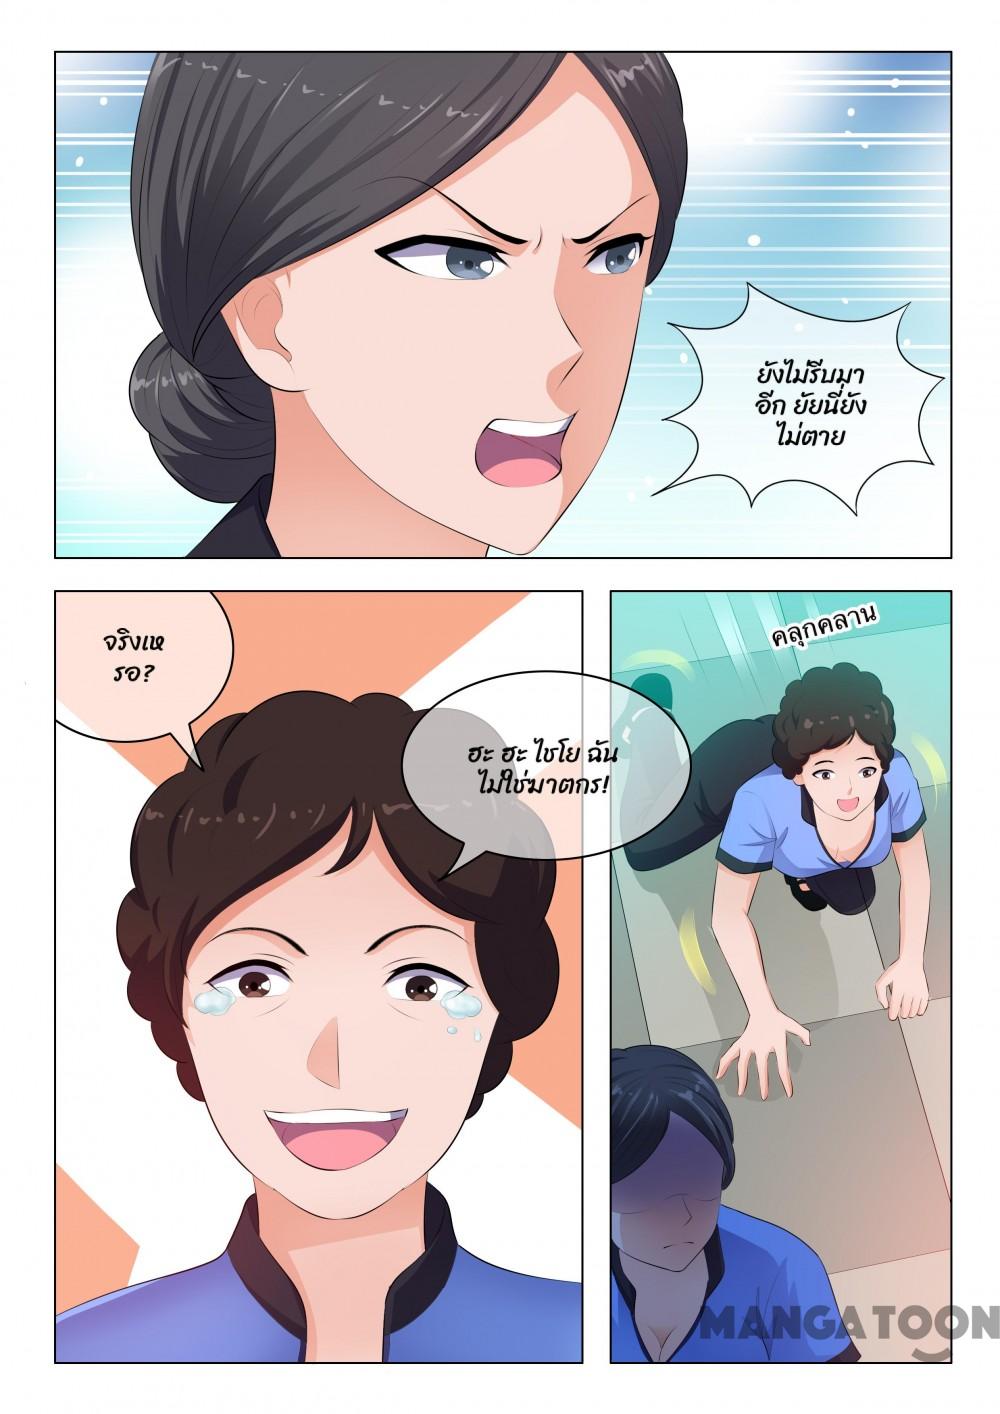 ยังไม่รีบมา
อีก ยัยนี่ยัง
ไม่ตาย
จริงเห
รอ?
ฮะ ฮะ ไชโย ฉัน
ไม่ใช่ฆาตกร!
คลุกคลาน
MANGATOON